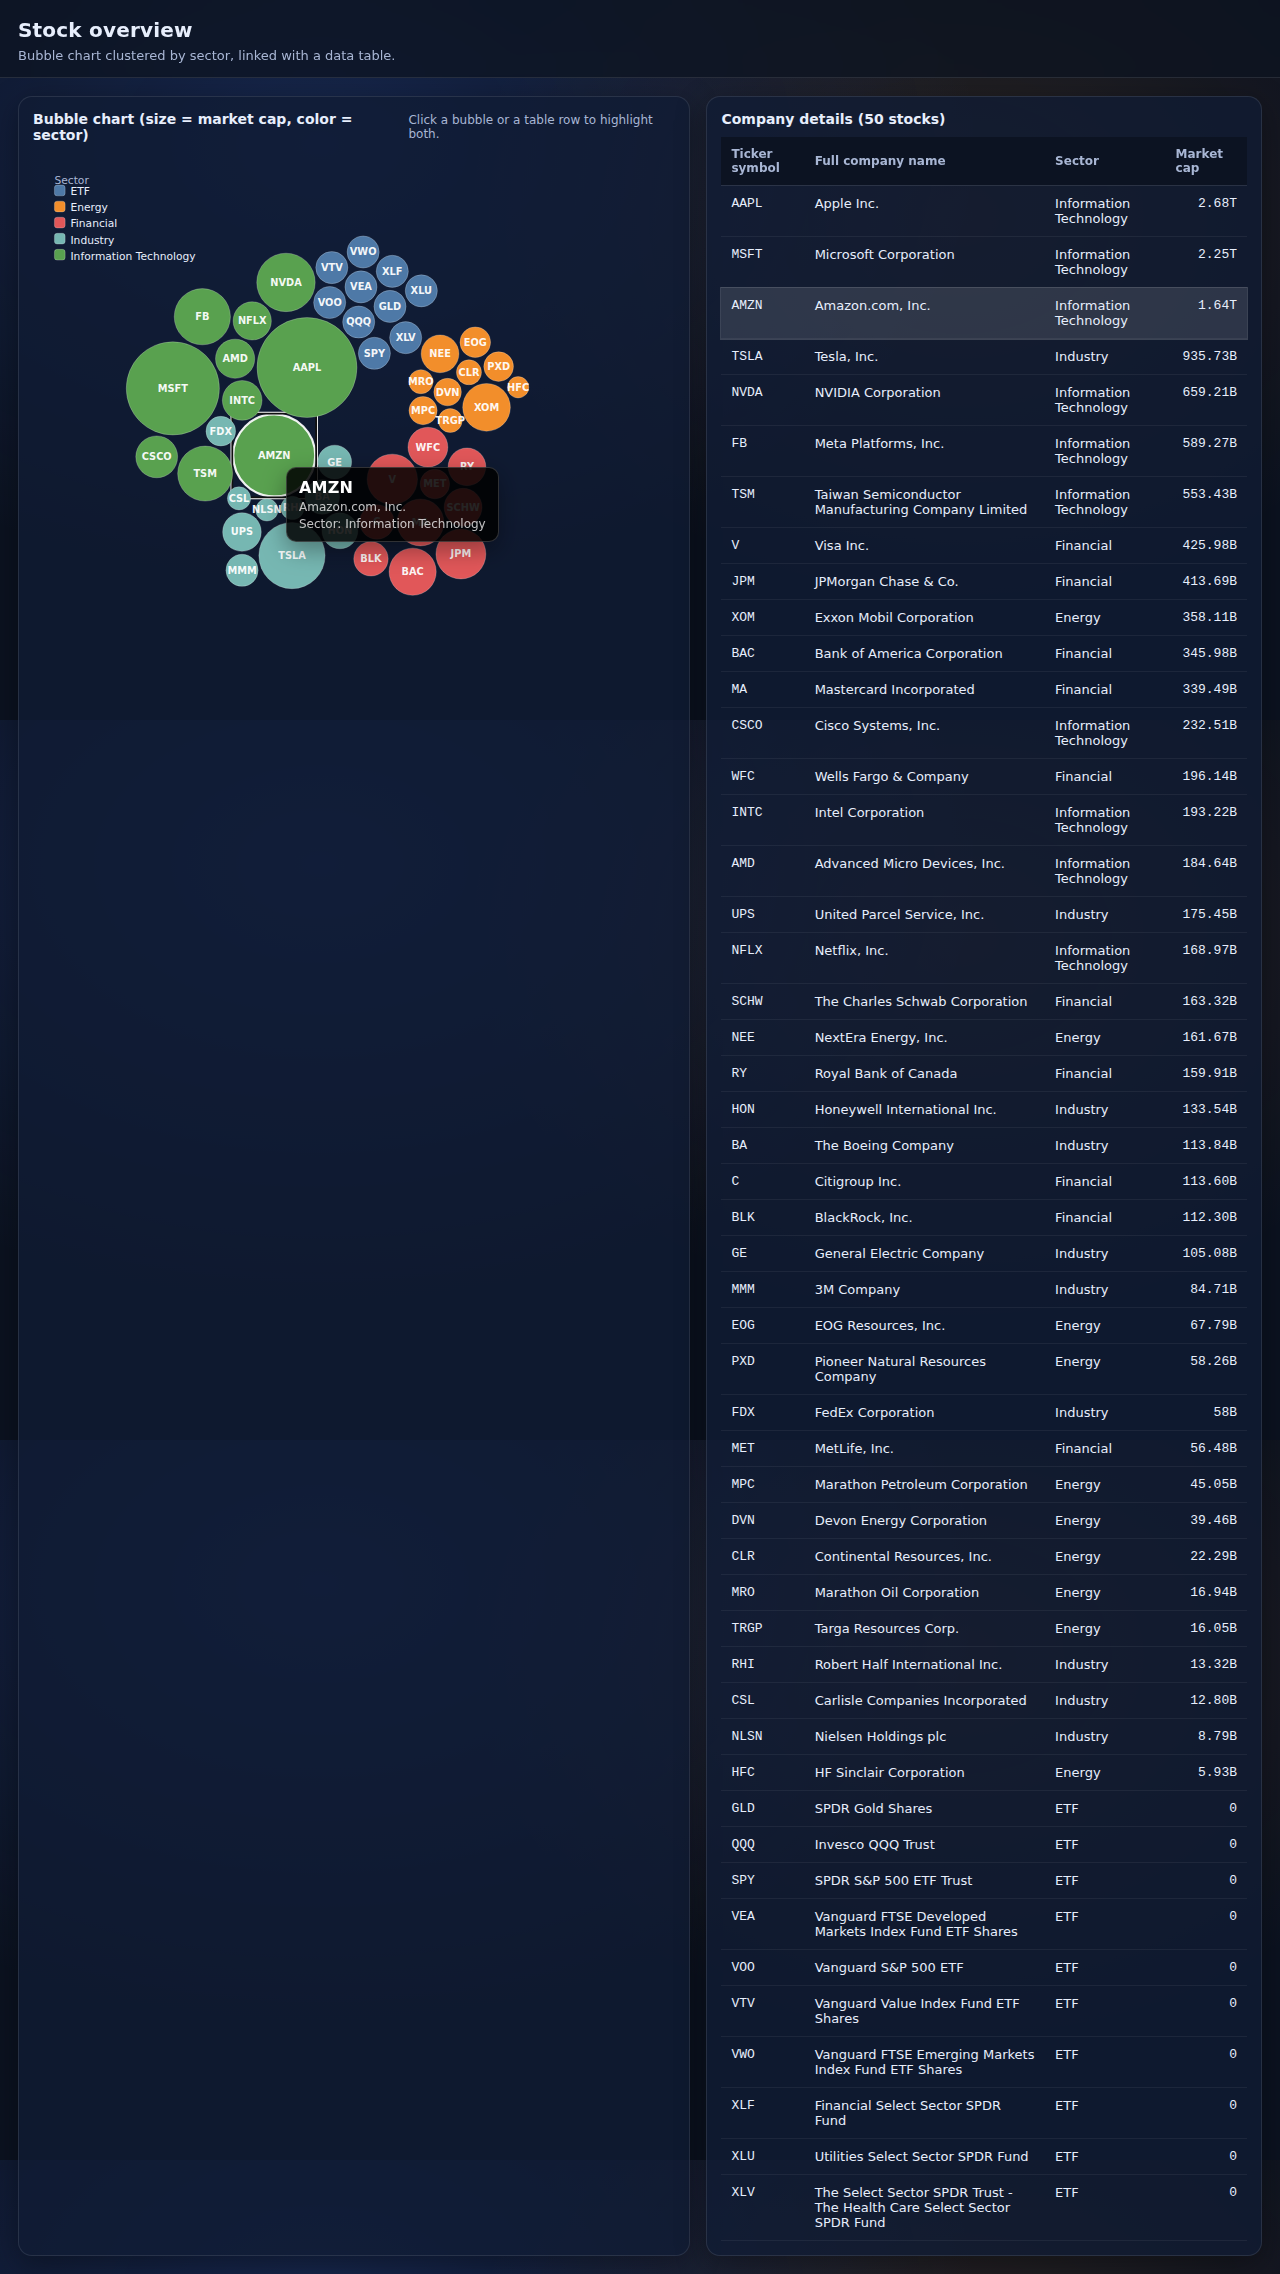 Stock overview
Bubble chart clustered by sector, linked with a data table.
Bubble chart (size = market cap, color =
sector)
Click a bubble or a table row to highlight
both.
Sector
ETF
Energy
Financial
Industry
Information Technology
VWO
VTV
XLF
NVDA
VEA
XLU
VOO
GLD
FB
NFLX
QQQ
XLV
EOG
SPY
NEE
AMD
AAPL
PXD
CLR
MRO
HFC
MSFT
DVN
INTC
XOM
MPC
TRGP
FDX
WFC
CSCO
AMZN
GE
RY
TSM
V
MET
CSL
NLSN
SCHW
AMZN
Amazon.com, Inc.
Sector: Information Technology
UPS
TSLA
BLK
JPM
MMM
BAC
Company details (50 stocks)
Ticker
symbol
Full company name
Sector
Market
cap
AAPL Apple Inc. Information 2.68T
Technology
MSFT Microsoft Corporation Information 2.25T
Technology
AMZN Amazon.com, Inc. Information 1.64T
Technology
TSLA Tesla, Inc. Industry 935.73B
NVDA NVIDIA Corporation Information 659.21B
Technology
FB Meta Platforms, Inc. Information 589.27B
Technology
TSM Taiwan Semiconductor Information 553.43B
Manufacturing Company Limited Technology
V Visa Inc. Financial 425.98B
JPM JPMorgan Chase & Co. Financial 413.69B
XOM Exxon Mobil Corporation Energy 358.11B
BAC Bank of America Corporation Financial 345.98B
MA Mastercard Incorporated Financial 339.49B
CSCO Cisco Systems, Inc. Information 232.51B
Technology
WFC Wells Fargo & Company Financial 196.14B
INTC Intel Corporation Information 193.22B
Technology
AMD Advanced Micro Devices, Inc. Information 184.64B
Technology
UPS United Parcel Service, Inc. Industry 175.45B
NFLX Netflix, Inc. Information 168.97B
Technology
SCHW The Charles Schwab Corporation Financial 163.32B
NEE NextEra Energy, Inc. Energy 161.67B
RY Royal Bank of Canada Financial 159.91B
HON Honeywell International Inc. Industry 133.54B
BA The Boeing Company Industry 113.84B
C Citigroup Inc. Financial 113.60B
BLK BlackRock, Inc. Financial 112.30B
GE General Electric Company Industry 105.08B
MMM 3M Company Industry 84.71B
EOG EOG Resources, Inc. Energy 67.79B
PXD Pioneer Natural Resources Energy 58.26B
Company
FDX FedEx Corporation Industry 58B
MET MetLife, Inc. Financial 56.48B
MPC Marathon Petroleum Corporation Energy 45.05B
DVN Devon Energy Corporation Energy 39.46B
CLR Continental Resources, Inc. Energy 22.29B
MRO Marathon Oil Corporation Energy 16.94B
TRGP Targa Resources Corp. Energy 16.05B
RHI Robert Half International Inc. Industry 13.32B
CSL Carlisle Companies Incorporated Industry 12.80B
NLSN Nielsen Holdings plc Industry 8.79B
HFC HF Sinclair Corporation Energy 5.93B
GLD SPDR Gold Shares ETF 0
QQQ Invesco QQQ Trust ETF 0
SPY SPDR S&P 500 ETF Trust ETF 0
VEA Vanguard FTSE Developed ETF 0
Markets Index Fund ETF Shares
VOO Vanguard S&P 500 ETF ETF 0
VTV Vanguard Value Index Fund ETF ETF 0
Shares
VWO Vanguard FTSE Emerging Markets ETF 0
Index Fund ETF Shares
XLF Financial Select Sector SPDR ETF 0
Fund
XLU Utilities Select Sector SPDR Fund ETF 0
XLV The Select Sector SPDR Trust - ETF 0
The Health Care Select Sector
SPDR Fund